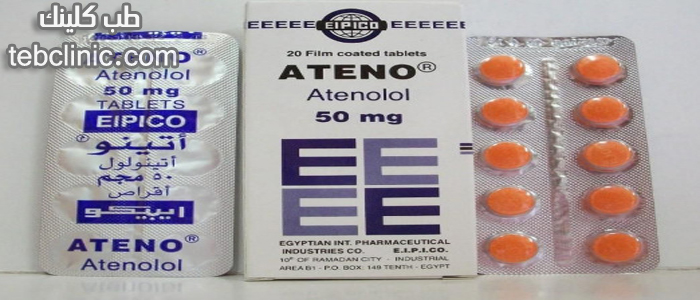 طب كلينك
tebclinic.com
ATENO®
Atenolol
50 mg
TABLETS
EIPICO
أتينو®
أتينولول
٥٠ مجم
أقراص
ايبيكو
ATENO®
Atenolol
EEEEE EIPICO EEEEEE
20 Film coated tablets
ATENO®
Atenolol
50 mg
E E E
E E E E
EGYPTIAN INT. PHARMACEUTICAL
INDUSTRIES CO. E.I.P.I.CO.
10th OF RAMADAN CITY - INDUSTRIAL
AREA B1 - P.O. BOX: 149 TENTH - EGYPT